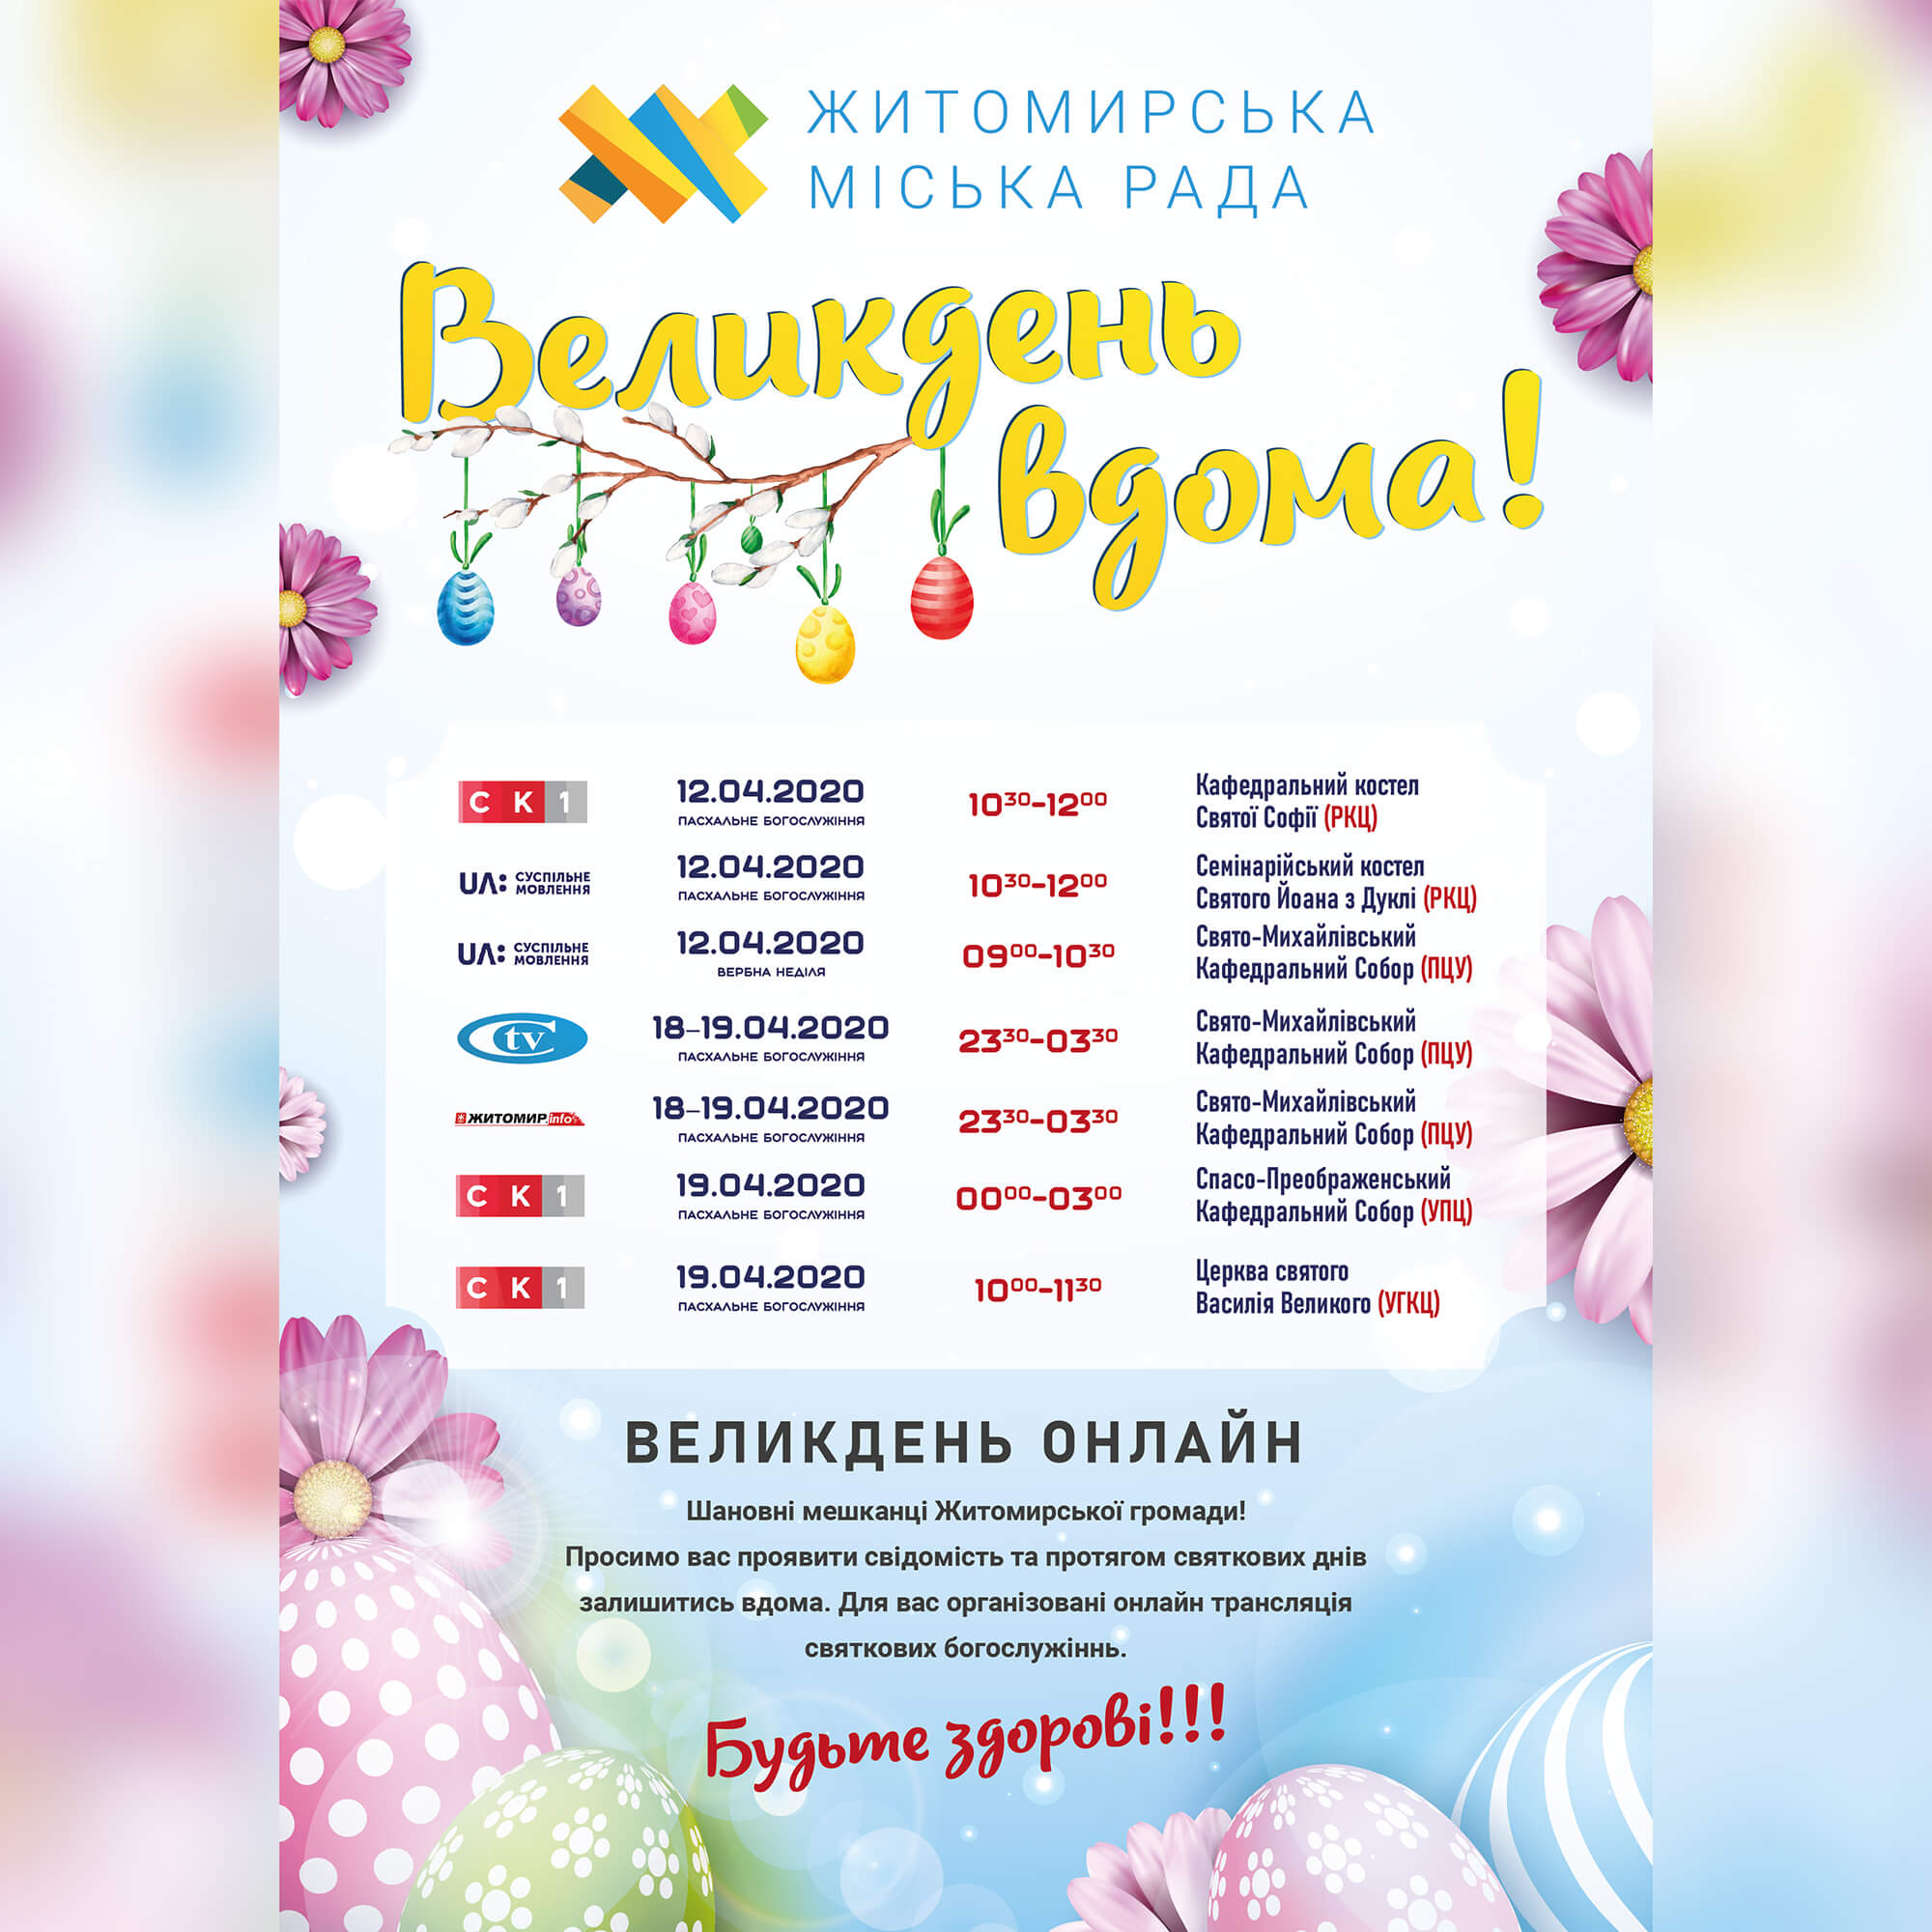 ЖИТОМИРСЬКА
МІСЬКА РАДА
Великдень
вдома!
СК1 12.04.2020 10³⁰-12⁰⁰ Кафедральний костел
ПАСХАЛЬНЕ БОГОСЛУЖІННЯ Святої Софії (РКЦ)
UA: СУСПІЛЬНЕ МОВЛЕННЯ 12.04.2020 10³⁰-12⁰⁰ Семінарійський костел
ПАСХАЛЬНЕ БОГОСЛУЖІННЯ Святого Йоана з Дуклі (РКЦ)
UA: СУСПІЛЬНЕ МОВЛЕННЯ 12.04.2020 09⁰⁰-10³⁰ Свято-Михайлівський
ВЕРБНА НЕДІЛЯ Кафедральний Собор (ПЦУ)
Ctv 18–19.04.2020 23³⁰-03³⁰ Свято-Михайлівський
ПАСХАЛЬНЕ БОГОСЛУЖІННЯ Кафедральний Собор (ПЦУ)
ЖИТОМИР.info 18–19.04.2020 23³⁰-03³⁰ Свято-Михайлівський
ПАСХАЛЬНЕ БОГОСЛУЖІННЯ Кафедральний Собор (ПЦУ)
СК1 19.04.2020 00⁰⁰-03⁰⁰ Спасо-Преображенський
ПАСХАЛЬНЕ БОГОСЛУЖІННЯ Кафедральний Собор (УПЦ)
СК1 19.04.2020 10⁰⁰-11³⁰ Церква святого
ПАСХАЛЬНЕ БОГОСЛУЖІННЯ Василія Великого (УГКЦ)
ВЕЛИКДЕНЬ ОНЛАЙН
Шановні мешканці Житомирської громади!
Просимо вас проявити свідомість та протягом святкових днів
залишитись вдома. Для вас організовані онлайн трансляція
святкових богослужіннь.
Будьте здорові!!!